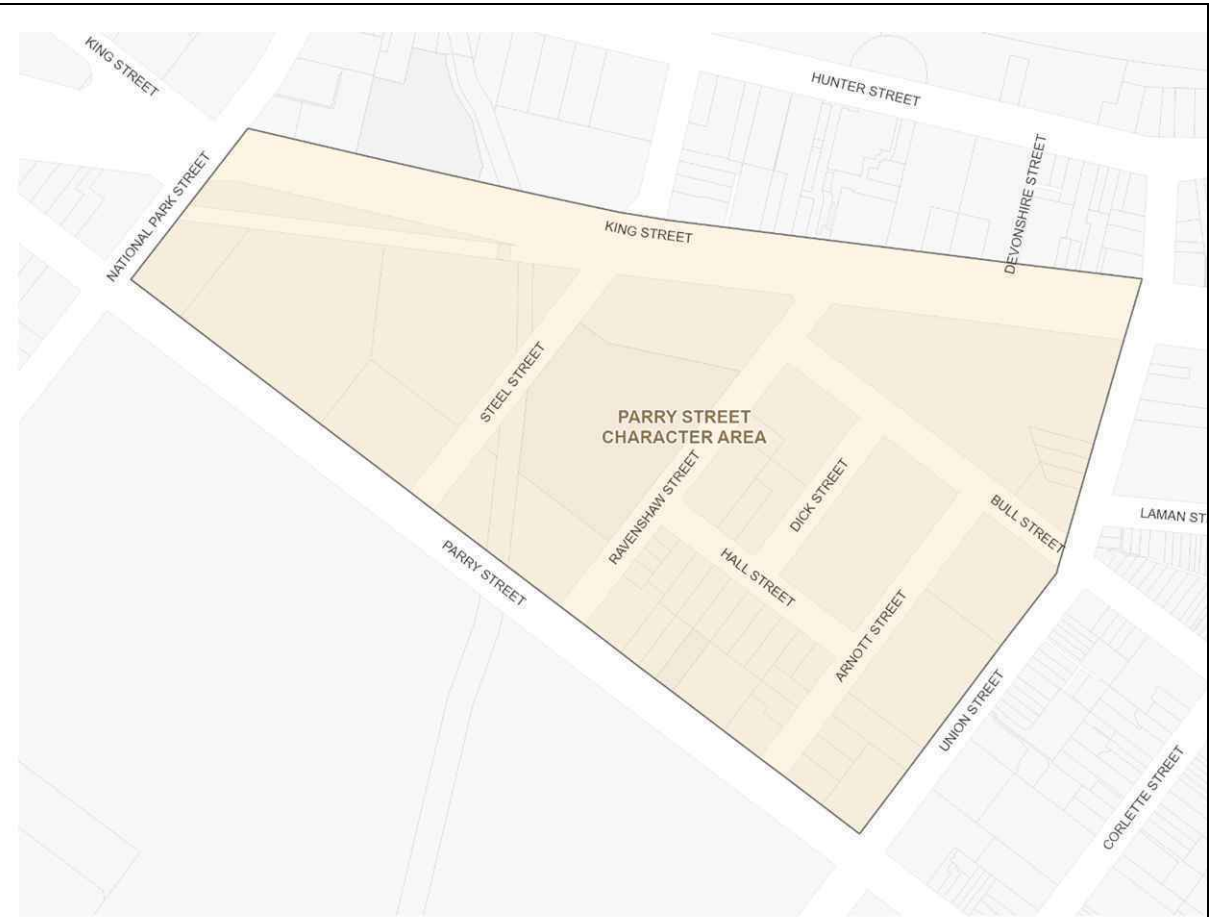 KING STREET
HUNTER STREET
DEVONSHIRE STREET
NATIONAL PARK STREET
KING STREET
STEEL STREET
PARRY STREET
CHARACTER AREA
RAVENSHAW STREET
DICK STREET
BULL STREET
LAMAN ST
PARRY STREET
HALL STREET
ARNOTT STREET
UNION STREET
CORLETTE STREET